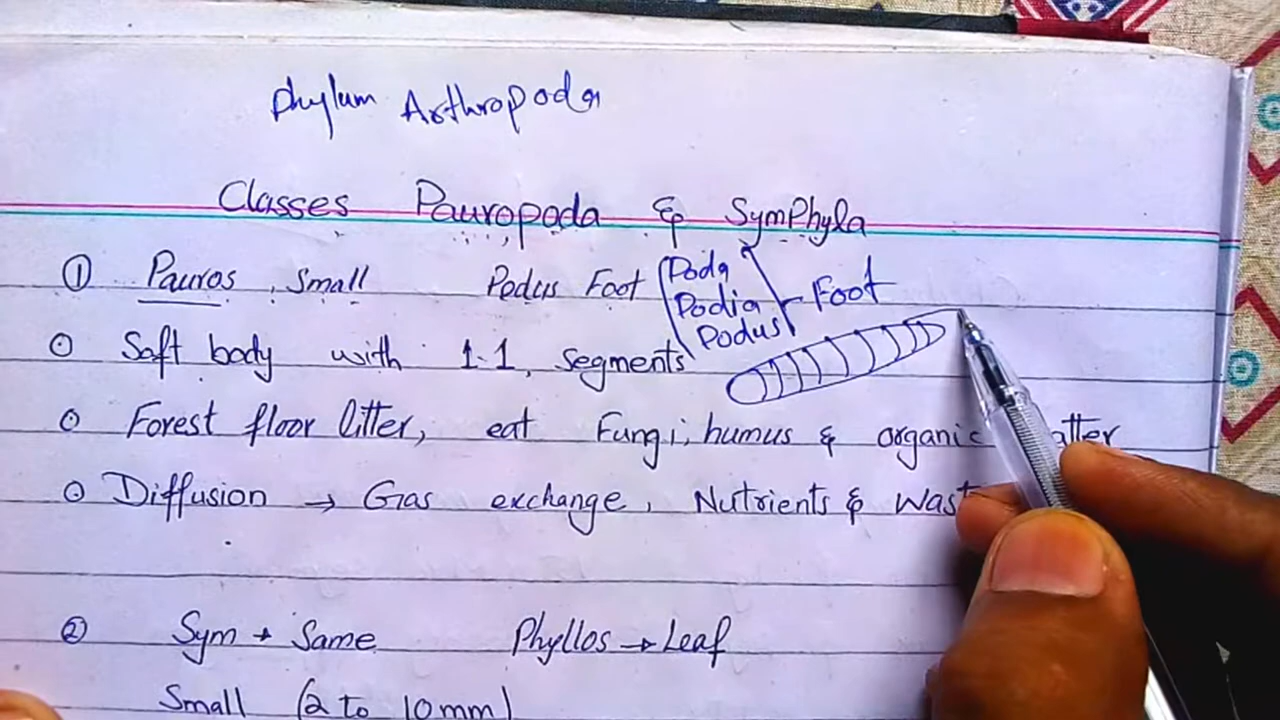 Phylum Arthropoda
Classes Pauropoda & Symphyla
① Pauros, Small Podus Foot (Poda Podia Podus) Foot
Soft body with 11, segments
Forest floor litter, eat Fungi, humus & organic
Diffusion → Gas exchange, Nutrients &
② Sym → Same Phyllos → Leaf
Small (2 to 10mm)